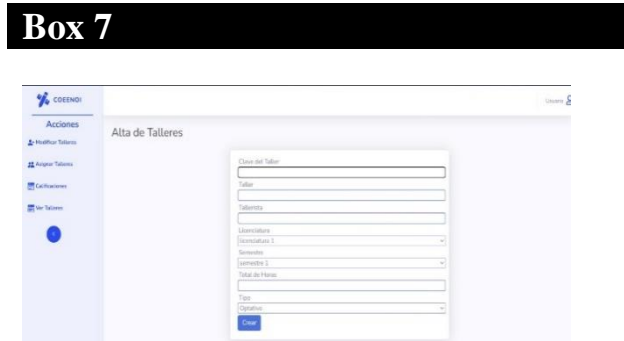 Box 7
COEENOI
Usuario
Acciones
Alta de Talleres
Modificar Talleres
Aceptar Talleres
Calificaciones
Ver Talleres
Clave del Taller
Taller
Tallerista
Licenciatura
licenciatura 1
Semestre
semestre 1
Total de Horas
Tipo
Optativo
Crear